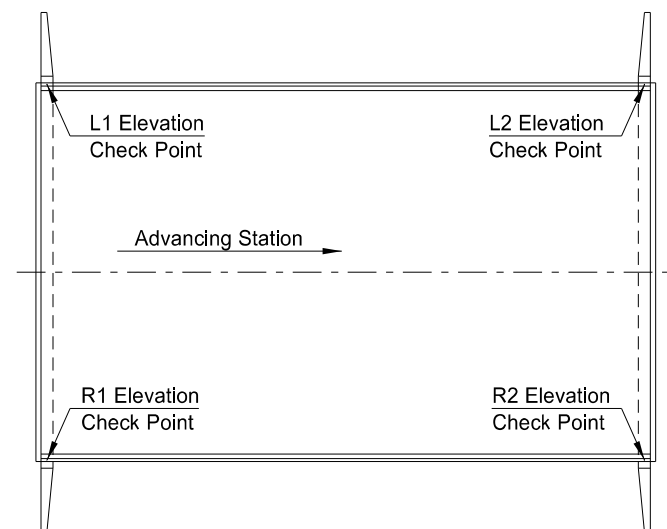 L1 Elevation
Check Point
L2 Elevation
Check Point
Advancing Station
R1 Elevation
Check Point
R2 Elevation
Check Point